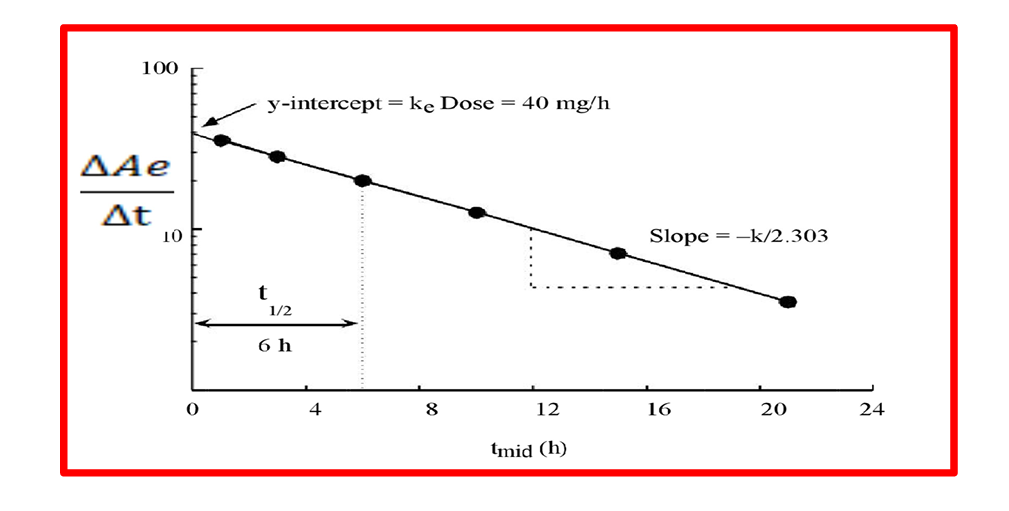 100
y-intercept = ke Dose = 40 mg/h
ΔAe
Δt
10
Slope = –k/2.303
t1/2
6 h
0 4 8 12 16 20 24
tmid (h)